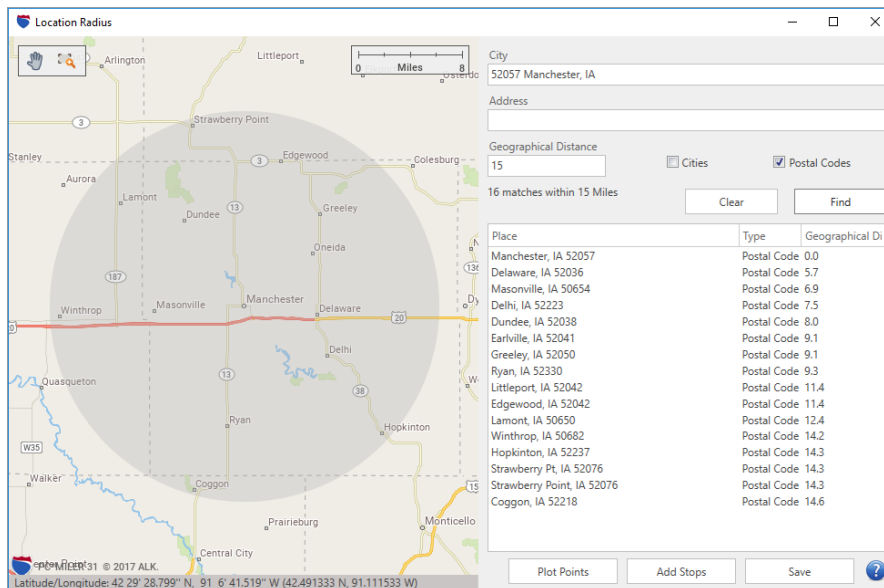 Location Radius
Littleport
Arlington
0 Miles 8
3
Strawberry Point
Stanley
3
Edgewood
Colesburg
Aurora
Lamont
13
Dundee
Greeley
Oneida
187
136
Winthrop
Masonville
Manchester
Delaware
20
Delhi
Quasqueton
13
38
Ryan
Hopkinton
W35
Walker
Coggon
Prairieburg
Monticello
Central City
PC*MILER 31 © 2017 ALK.
Latitude/Longitude: 42 29' 28.799" N, 91 6' 41.519" W (42.491333 N, 91.111533 W)
City
52057 Manchester, IA
Address
Geographical Distance
15
Cities
Postal Codes
16 matches within 15 Miles
Clear
Find
Place Type Geographical Di
Manchester, IA 52057 Postal Code 0.0
Delaware, IA 52036 Postal Code 5.7
Masonville, IA 50654 Postal Code 6.9
Delhi, IA 52223 Postal Code 7.5
Dundee, IA 52038 Postal Code 8.0
Earlville, IA 52041 Postal Code 9.1
Greeley, IA 52050 Postal Code 9.1
Ryan, IA 52330 Postal Code 9.3
Littleport, IA 52042 Postal Code 11.4
Edgewood, IA 52042 Postal Code 11.4
Lamont, IA 50650 Postal Code 12.4
Winthrop, IA 50682 Postal Code 14.2
Hopkinton, IA 52237 Postal Code 14.3
Strawberry Pt, IA 52076 Postal Code 14.3
Strawberry Point, IA 52076 Postal Code 14.3
Coggon, IA 52218 Postal Code 14.6
Plot Points
Add Stops
Save
?